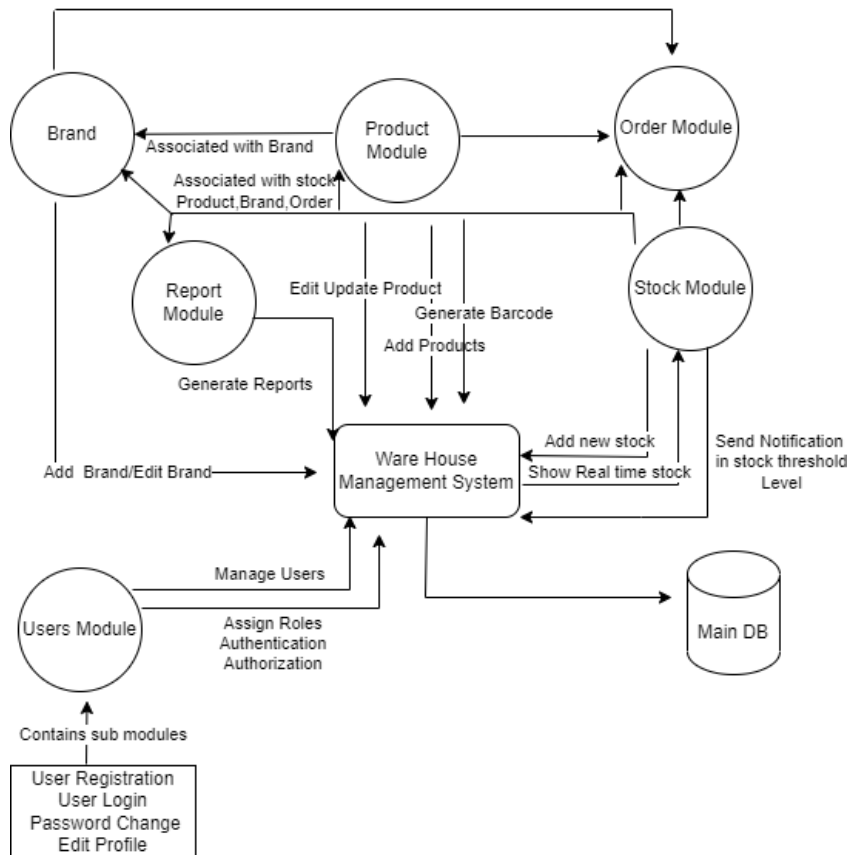 Brand
Product
Module
Order Module
Associated with Brand
Associated with stock
Product,Brand,Order
Report
Module
Stock Module
Edit Update Product
Generate Barcode
Add Products
Generate Reports
Ware House
Management System
Add new stock
Show Real time stock
Send Notification
in stock threshold
Level
Add  Brand/Edit Brand
Manage Users
Users Module
Assign Roles
Authentication
Authorization
Main DB
Contains sub modules
User Registration
User Login
Password Change
Edit Profile